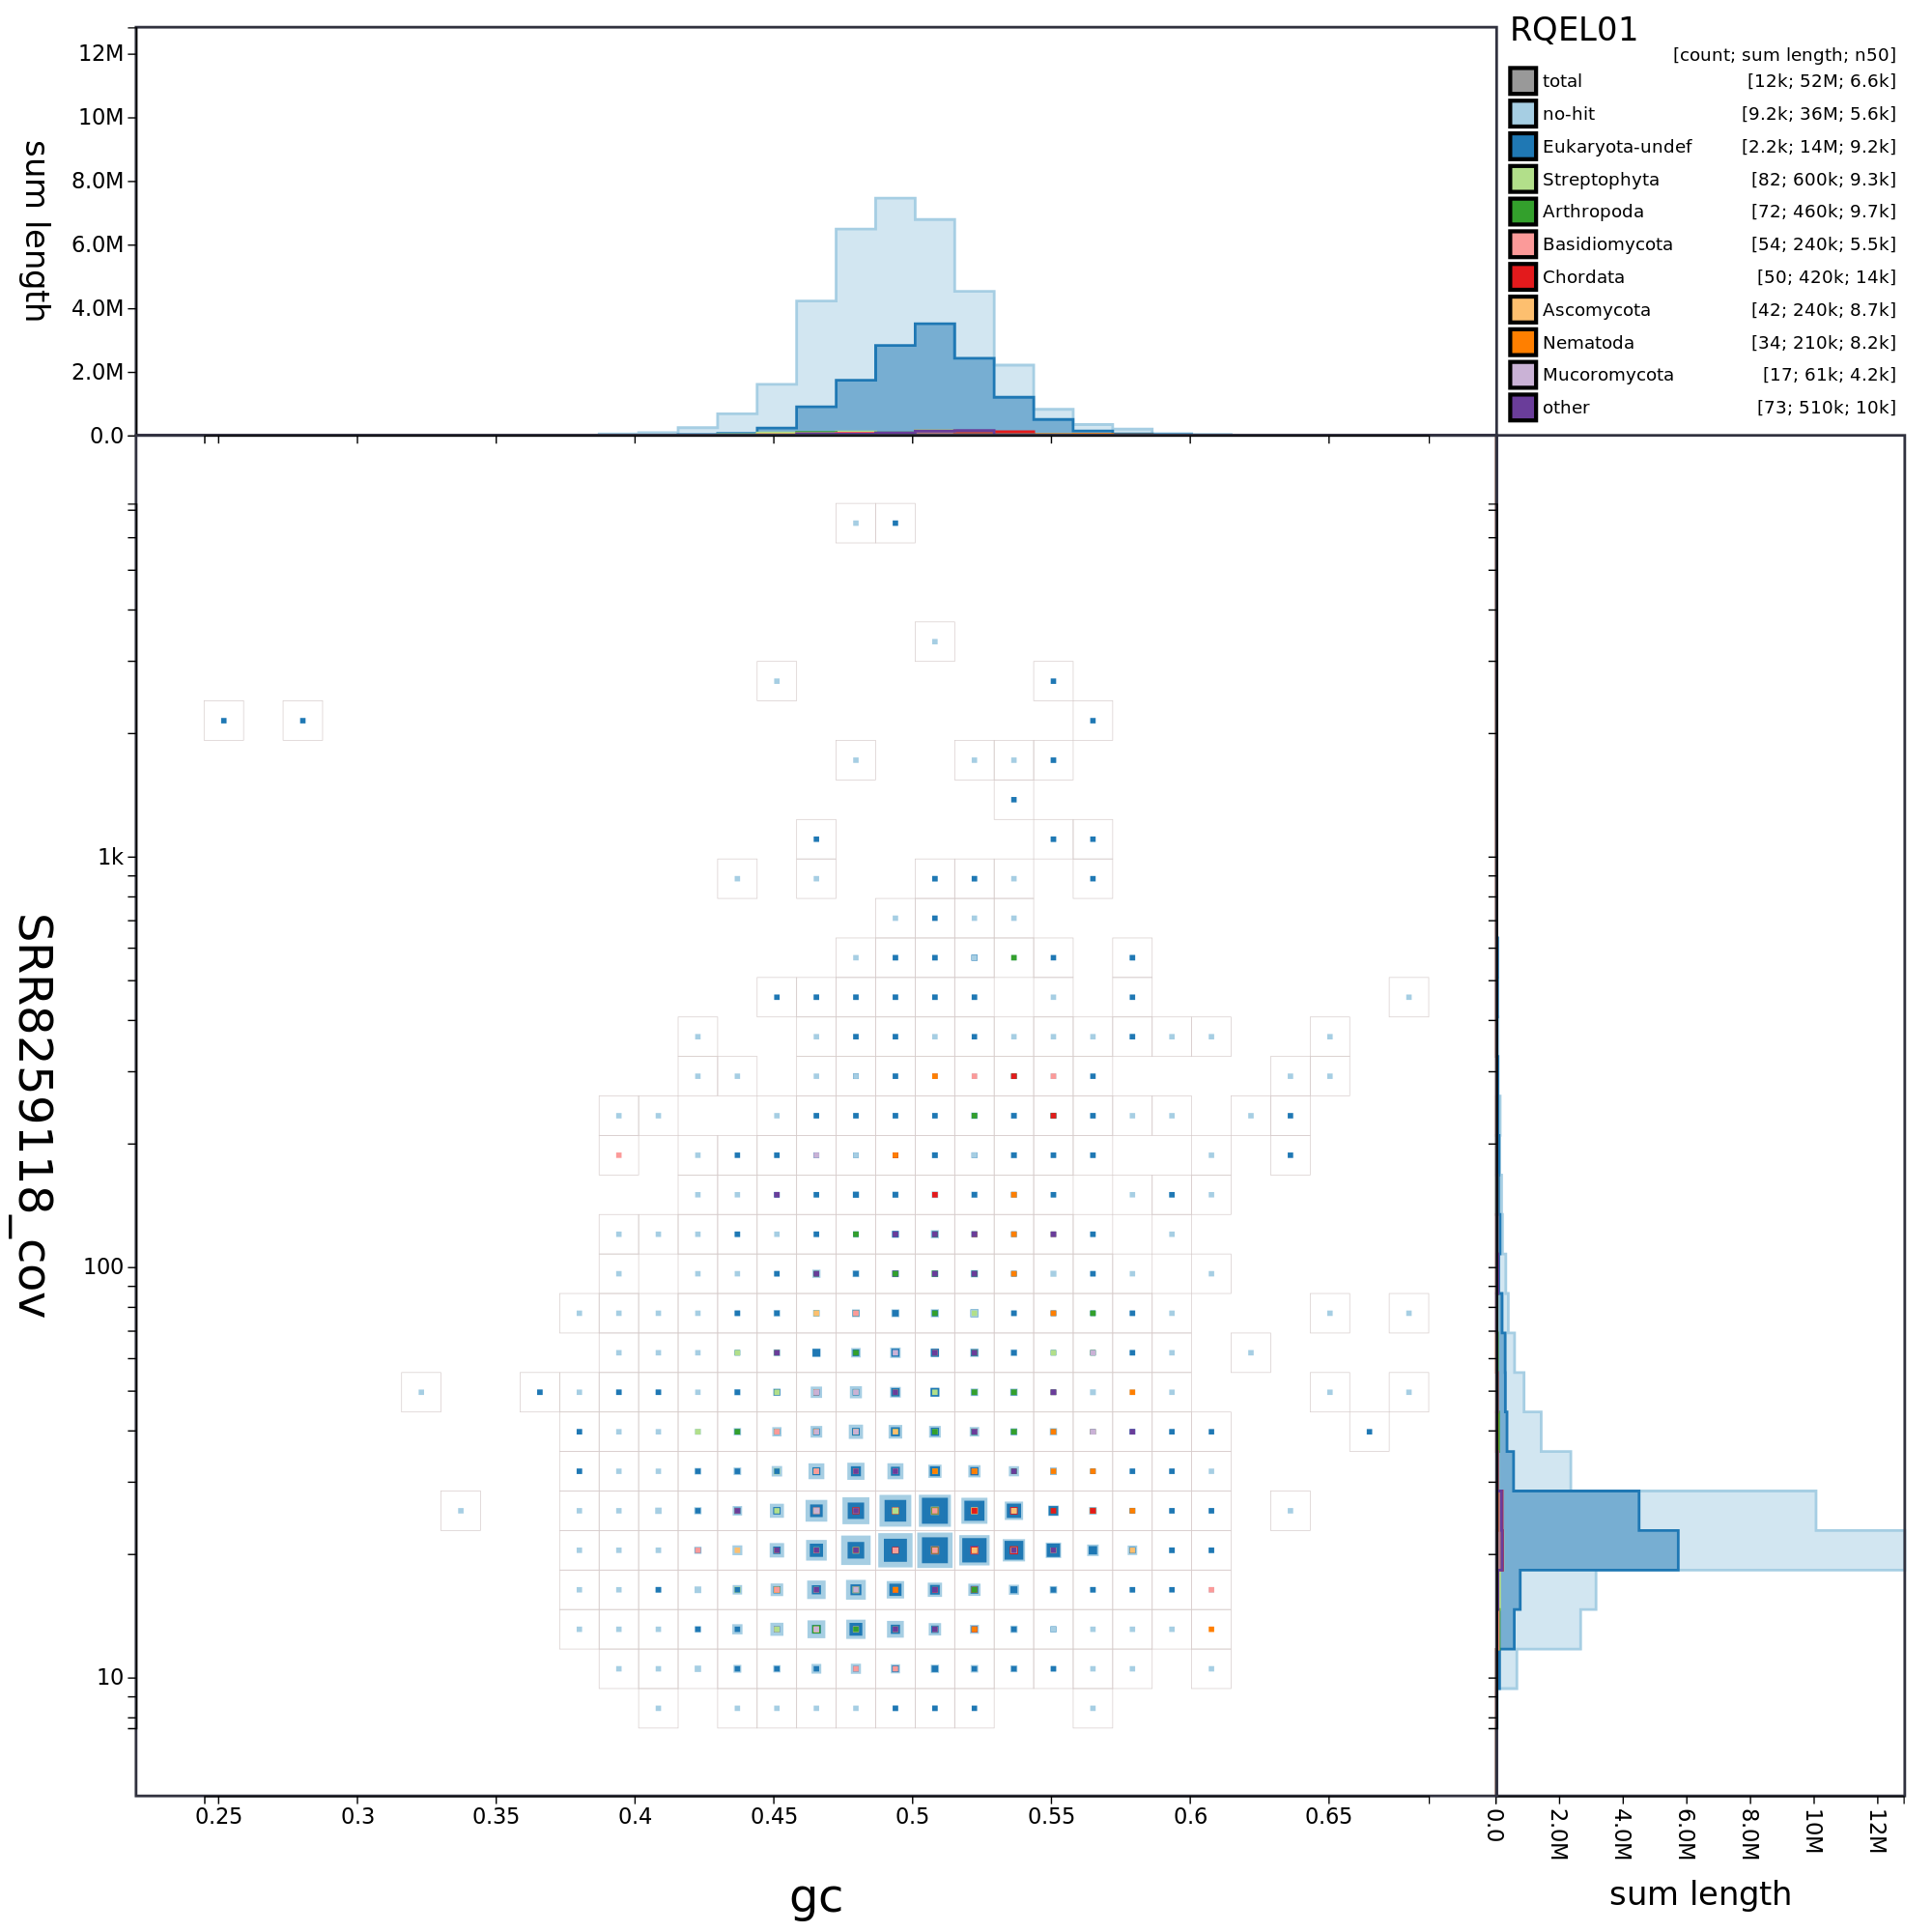 RQEL01
[count; sum length; n50]
total [12k; 52M; 6.6k]
no-hit [9.2k; 36M; 5.6k]
Eukaryota-undef [2.2k; 14M; 9.2k]
Streptophyta [82; 600k; 9.3k]
Arthropoda [72; 460k; 9.7k]
Basidiomycota [54; 240k; 5.5k]
Chordata [50; 420k; 14k]
Ascomycota [42; 240k; 8.7k]
Nematoda [34; 210k; 8.2k]
Mucoromycota [17; 61k; 4.2k]
other [73; 510k; 10k]
sum length
12M
10M
8.0M
6.0M
4.0M
2.0M
0.0
SRR8259118_cov
1k
100
10
0.25 0.3 0.35 0.4 0.45 0.5 0.55 0.6 0.65
gc
0.0 2.0M 4.0M 6.0M 8.0M 10M 12M
sum length